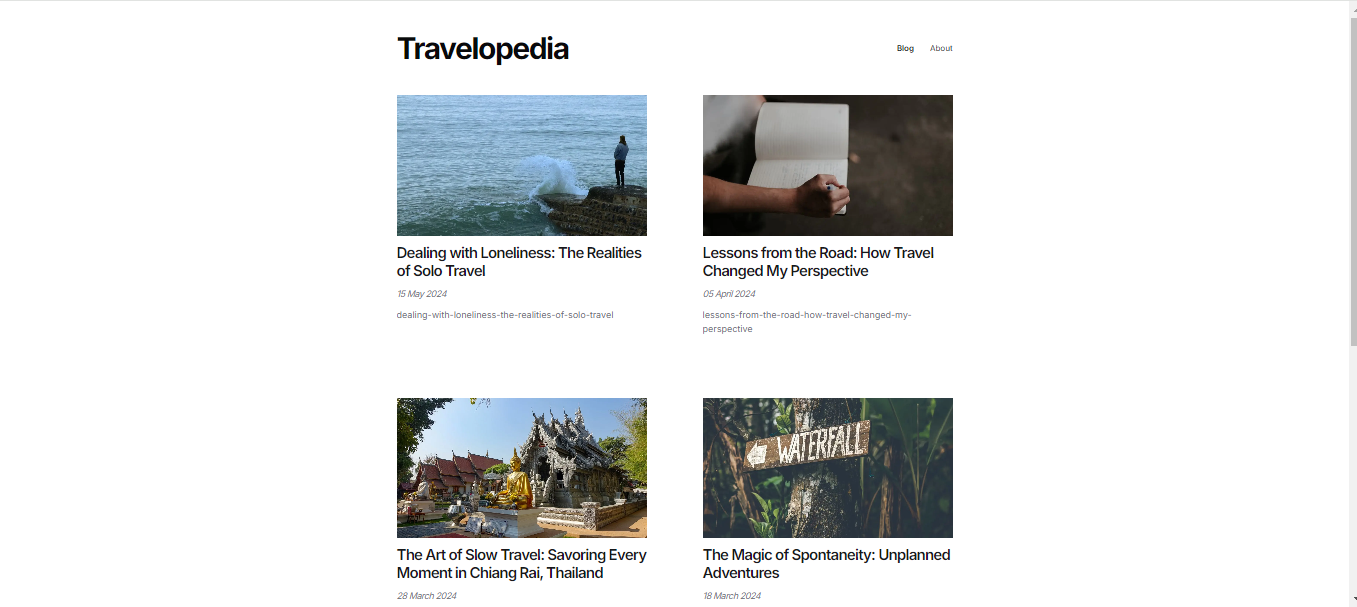 Travelopedia
Blog
About
Dealing with Loneliness: The Realities
of Solo Travel
15 May 2024
dealing-with-loneliness-the-realities-of-solo-travel
Lessons from the Road: How Travel
Changed My Perspective
05 April 2024
lessons-from-the-road-how-travel-changed-my-
perspective
The Art of Slow Travel: Savoring Every
Moment in Chiang Rai, Thailand
28 March 2024
WATERFALL
The Magic of Spontaneity: Unplanned
Adventures
18 March 2024